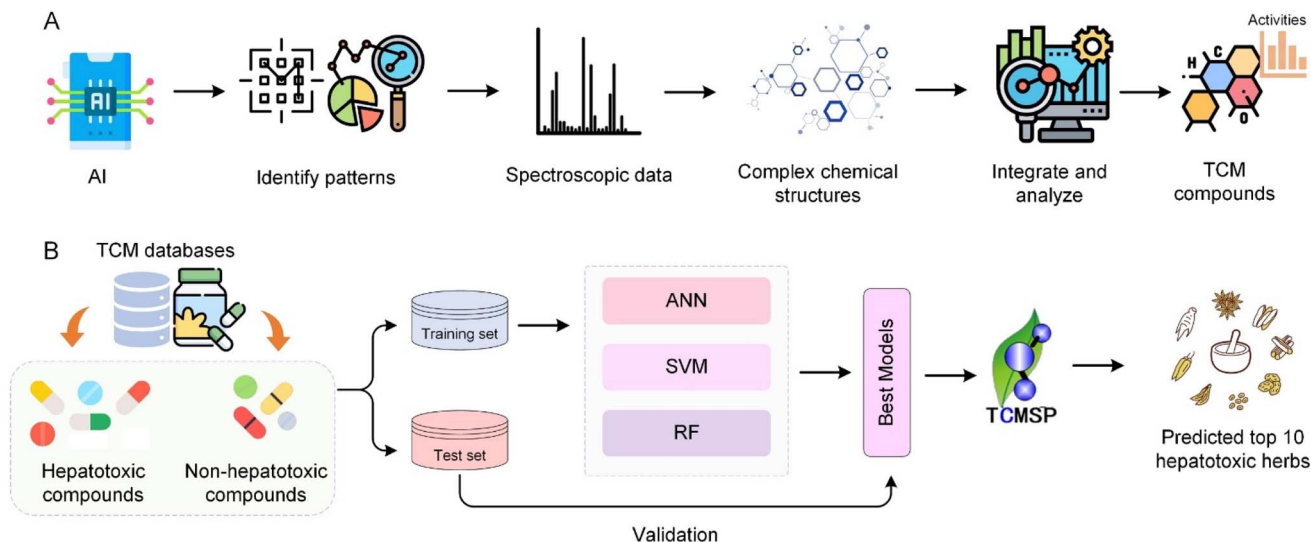 A
AI
AI
Identify patterns
Spectroscopic data
Complex chemical
structures
Integrate and
analyze
Activities
H
C
O
TCM
compounds
B
TCM databases
Hepatotoxic
compounds
Non-hepatotoxic
compounds
Training set
Test set
ANN
SVM
RF
Validation
Best Models
TCMSP
Predicted top 10
hepatotoxic herbs